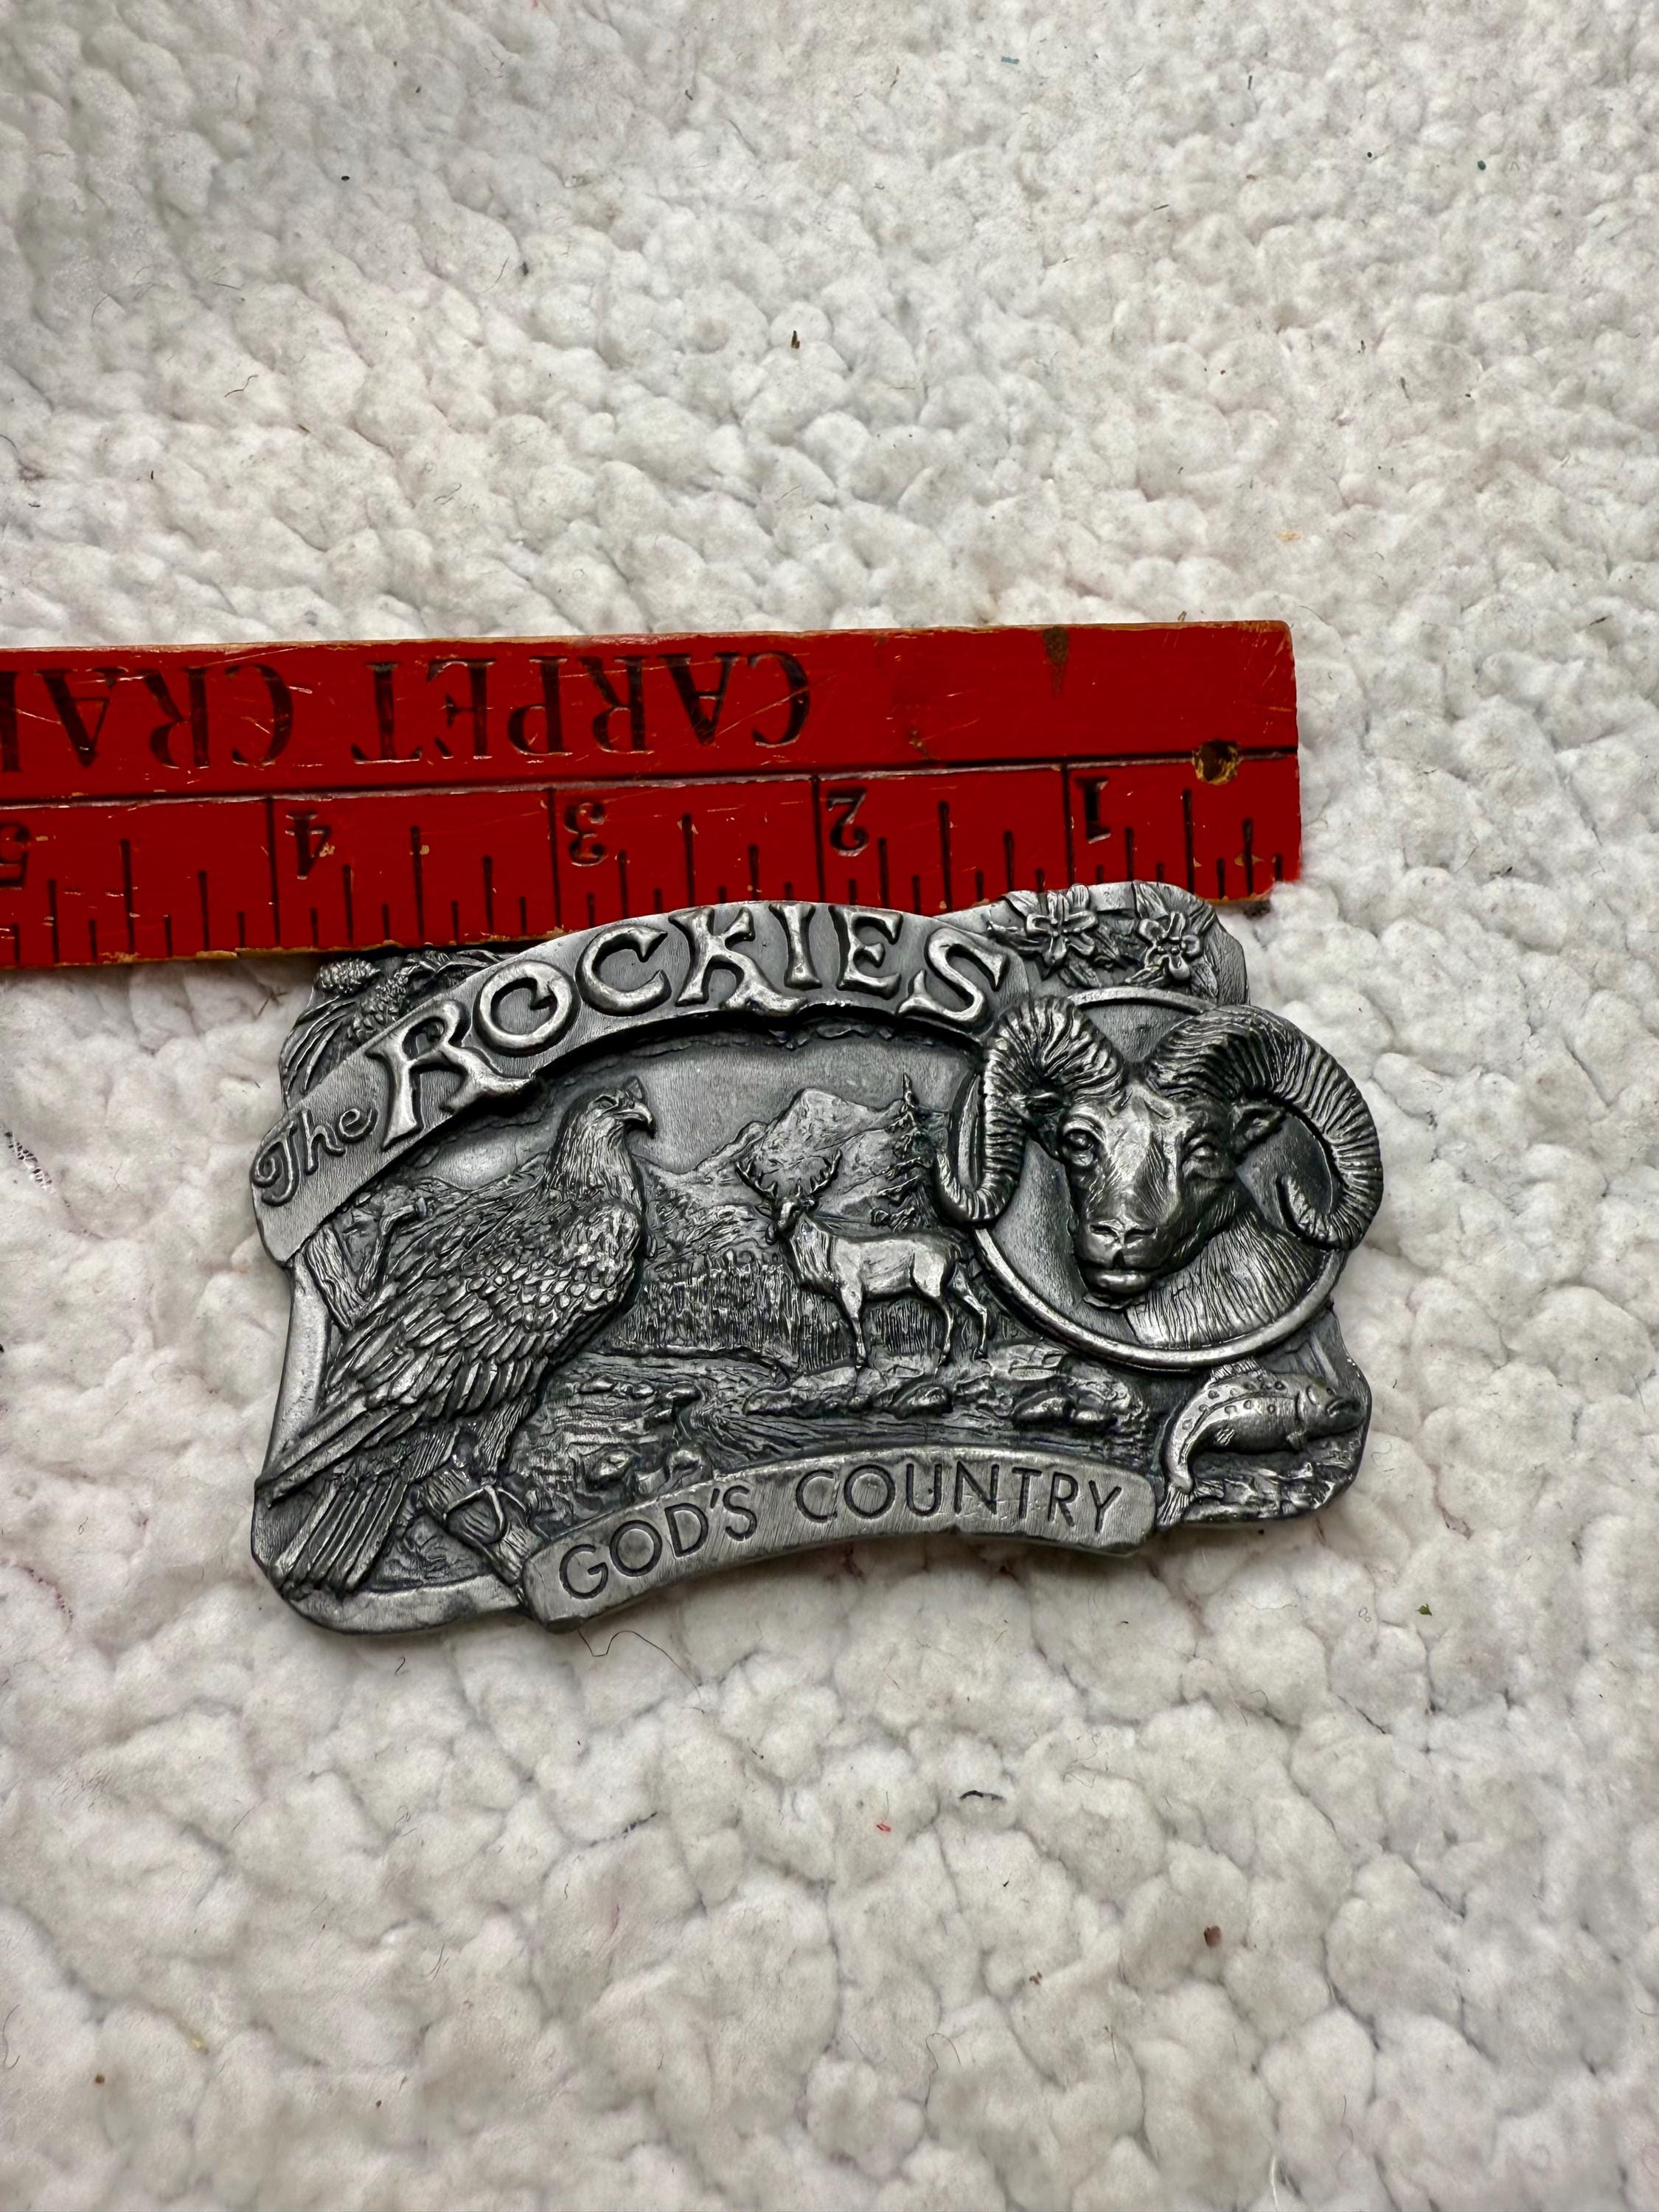 CARPET CRA
1 2 3 4 5
The ROCKIES
GOD'S COUNTRY